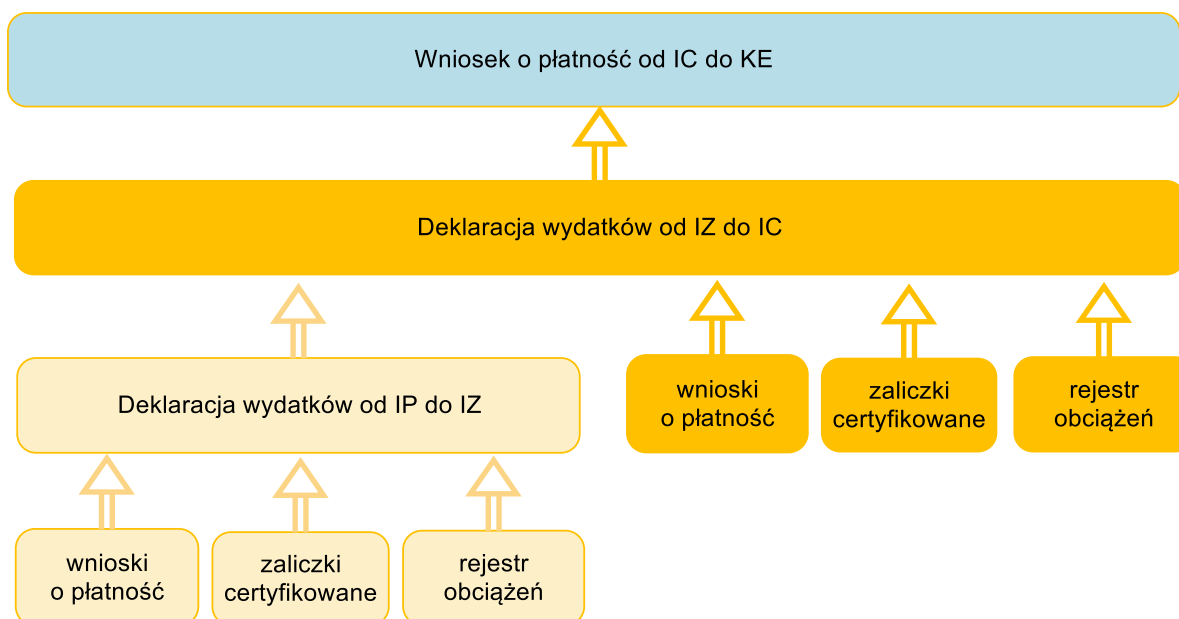 Wniosek o płatność od IC do KE
Deklaracja wydatków od IZ do IC
Deklaracja wydatków od IP do IZ
wnioski
o płatność
zaliczki
certyfikowane
rejestr
obciążeń
wnioski
o płatność
zaliczki
certyfikowane
rejestr
obciążeń